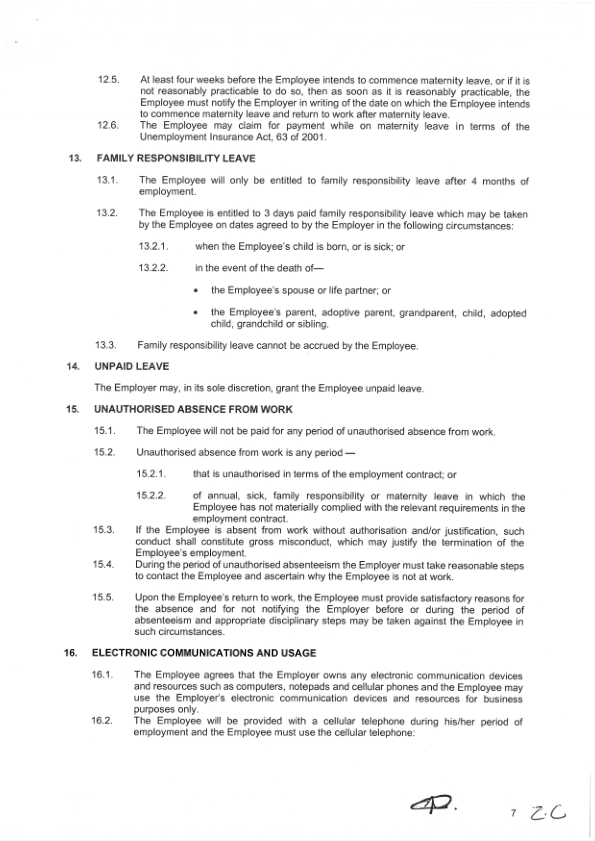 12.5. At least four weeks before the Employee intends to commence maternity leave, or if it is
not reasonably practicable to do so, then as soon as it is reasonably practicable, the
Employee must notify the Employer in writing of the date on which the Employee intends
to commence maternity leave and return to work after maternity leave.
12.6. The Employee may claim for payment while on maternity leave in terms of the
Unemployment Insurance Act, 63 of 2001.
13. FAMILY RESPONSIBILITY LEAVE
13.1. The Employee will only be entitled to family responsibility leave after 4 months of
employment.
13.2. The Employee is entitled to 3 days paid family responsibility leave which may be taken
by the Employee on dates agreed to by the Employer in the following circumstances:
13.2.1. when the Employee's child is born, or is sick; or
13.2.2. in the event of the death of—
• the Employee's spouse or life partner; or
• the Employee's parent, adoptive parent, grandparent, child, adopted
child, grandchild or sibling.
13.3. Family responsibility leave cannot be accrued by the Employee.
14. UNPAID LEAVE
The Employer may, in its sole discretion, grant the Employee unpaid leave.
15. UNAUTHORISED ABSENCE FROM WORK
15.1. The Employee will not be paid for any period of unauthorised absence from work.
15.2. Unauthorised absence from work is any period —
15.2.1. that is unauthorised in terms of the employment contract; or
15.2.2. of annual, sick, family responsibility or maternity leave in which the
Employee has not materially complied with the relevant requirements in the
employment contract.
15.3. If the Employee is absent from work without authorisation and/or justification, such
conduct shall constitute gross misconduct, which may justify the termination of the
Employee's employment.
15.4. During the period of unauthorised absenteeism the Employer must take reasonable steps
to contact the Employee and ascertain why the Employee is not at work.
15.5. Upon the Employee's return to work, the Employee must provide satisfactory reasons for
the absence and for not notifying the Employer before or during the period of
absenteeism and appropriate disciplinary steps may be taken against the Employee in
such circumstances.
16. ELECTRONIC COMMUNICATIONS AND USAGE
16.1. The Employee agrees that the Employer owns any electronic communication devices
and resources such as computers, notepads and cellular phones and the Employee may
use the Employer's electronic communication devices and resources for business
purposes only.
16.2. The Employee will be provided with a cellular telephone during his/her period of
employment and the Employee must use the cellular telephone:
7 Z.C